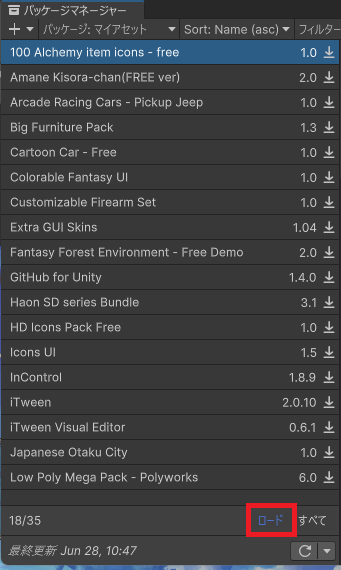 パッケージマネージャー
パッケージ: マイアセット Sort: Name (asc) フィルター
100 Alchemy item icons - free 1.0
Amane Kisora-chan(FREE ver) 2.0
Arcade Racing Cars - Pickup Jeep 1.0
Big Furniture Pack 1.3
Cartoon Car - Free 1.0
Colorable Fantasy UI 1.0
Customizable Firearm Set 1.0
Extra GUI Skins 1.04
Fantasy Forest Environment - Free Demo 2.0
GitHub for Unity 1.4.0
Haon SD series Bundle 3.1
HD Icons Pack Free 1.0
Icons UI 1.5
InControl 1.8.9
iTween 2.0.10
iTween Visual Editor 0.6.1
Japanese Otaku City 1.0
Low Poly Mega Pack - Polyworks 6.0
18/35 ロード すべて
最終更新 Jun 28, 10:47